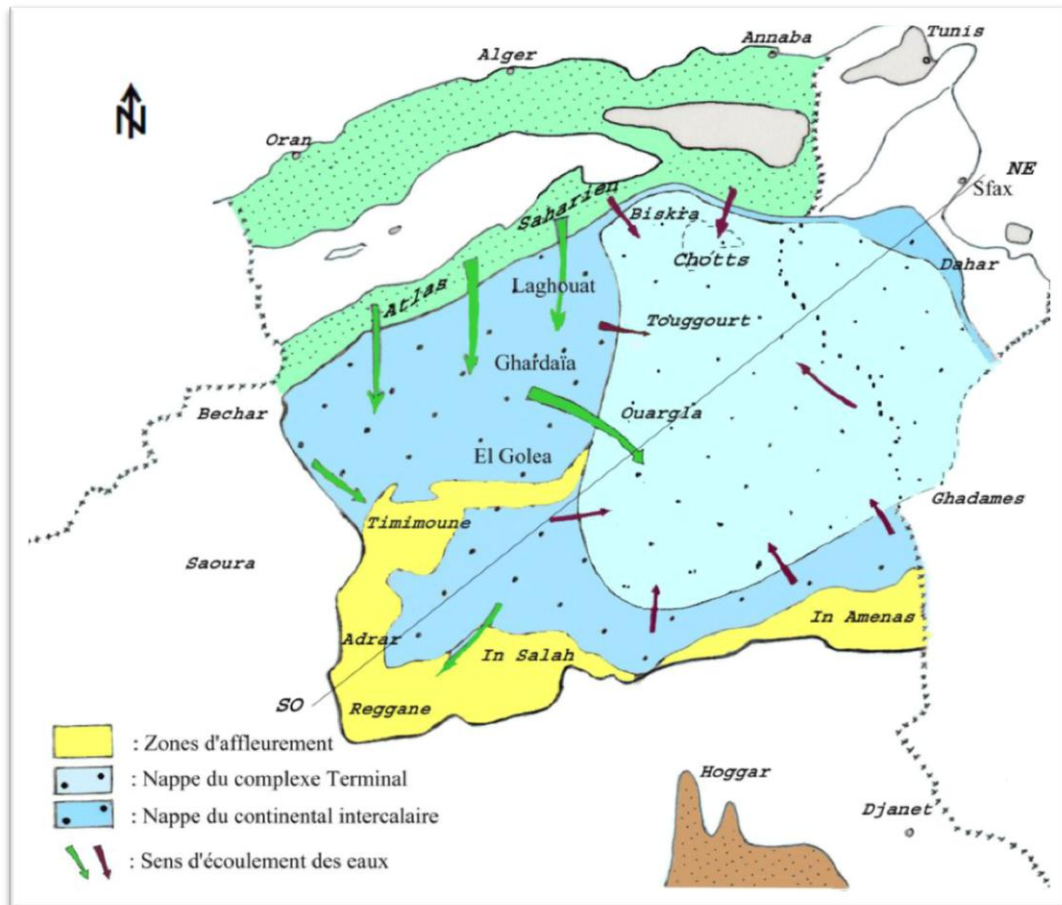 Tunis
Annaba
Alger
N
Oran
NE
Sfax
Saharien
Biskra
Chotts
Dahar
Atlas
Laghouat
Touggourt
Ghardaïa
Bechar
Ouargla
El Golea
Ghadames
Timimoune
Saoura
In Amenas
Adrar
In Salah
SO
Reggane
: Zones d'affleurement
: Nappe du complexe Terminal
: Nappe du continental intercalaire
: Sens d'écoulement des eaux
Hoggar
Djanet